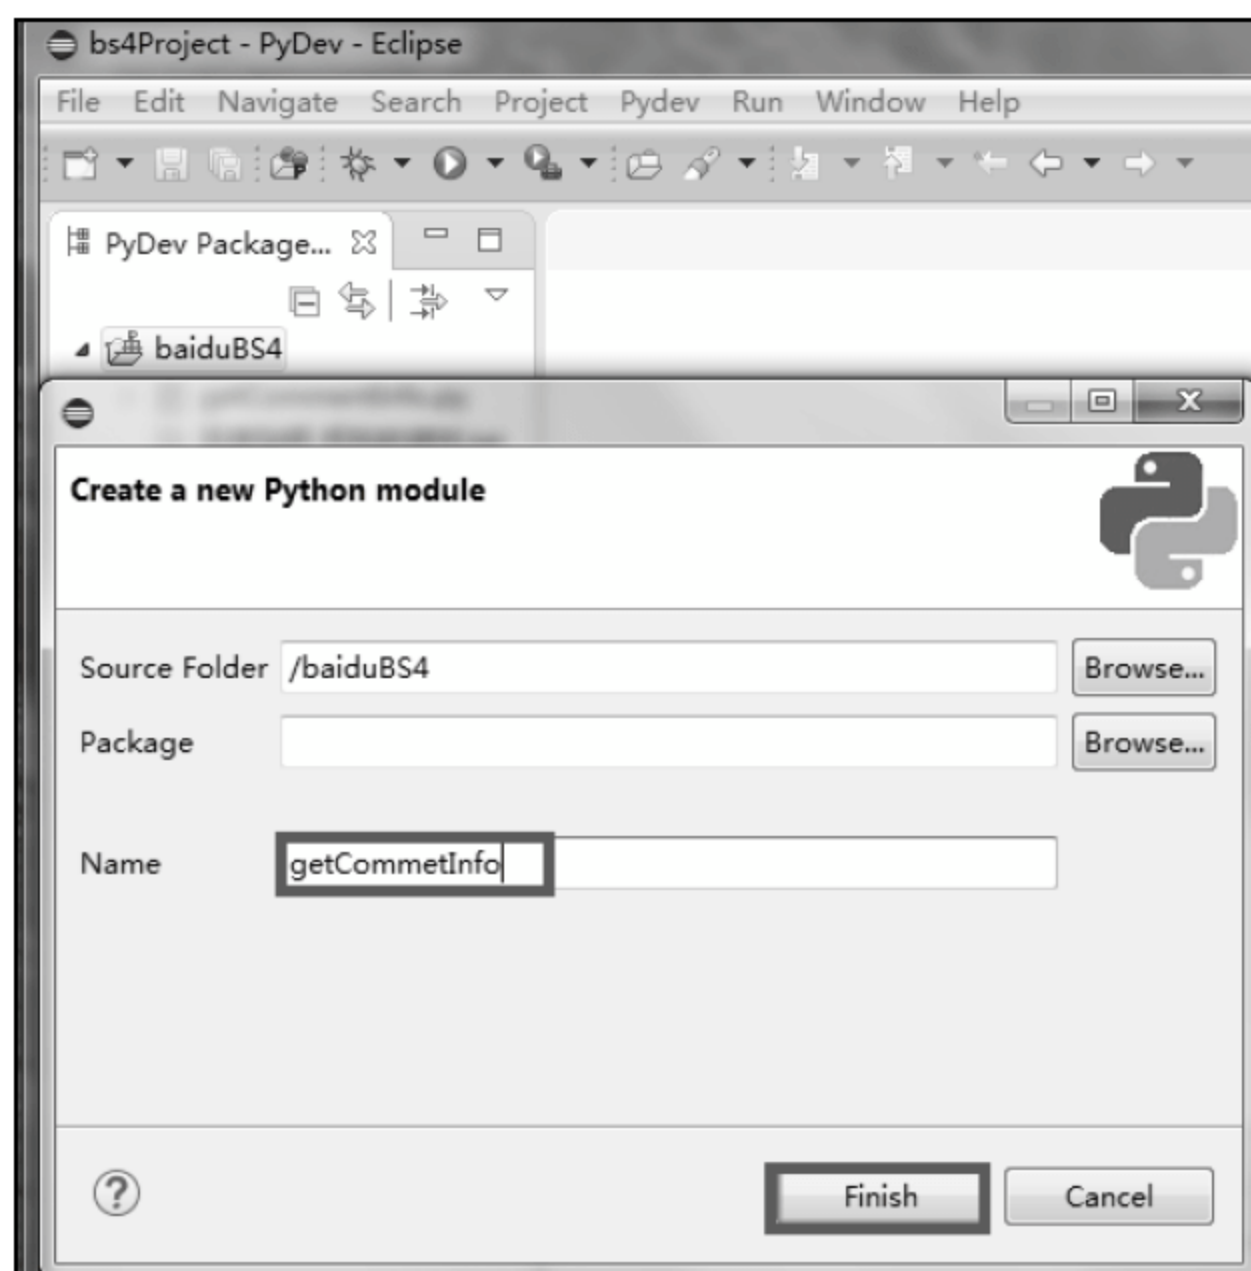 bs4Project - PyDev - Eclipse
File Edit Navigate Search Project Pydev Run Window Help
PyDev Package...
baiduBS4
Create a new Python module
Source Folder /baiduBS4 Browse...
Package Browse...
Name getCommetInfo
Finish Cancel